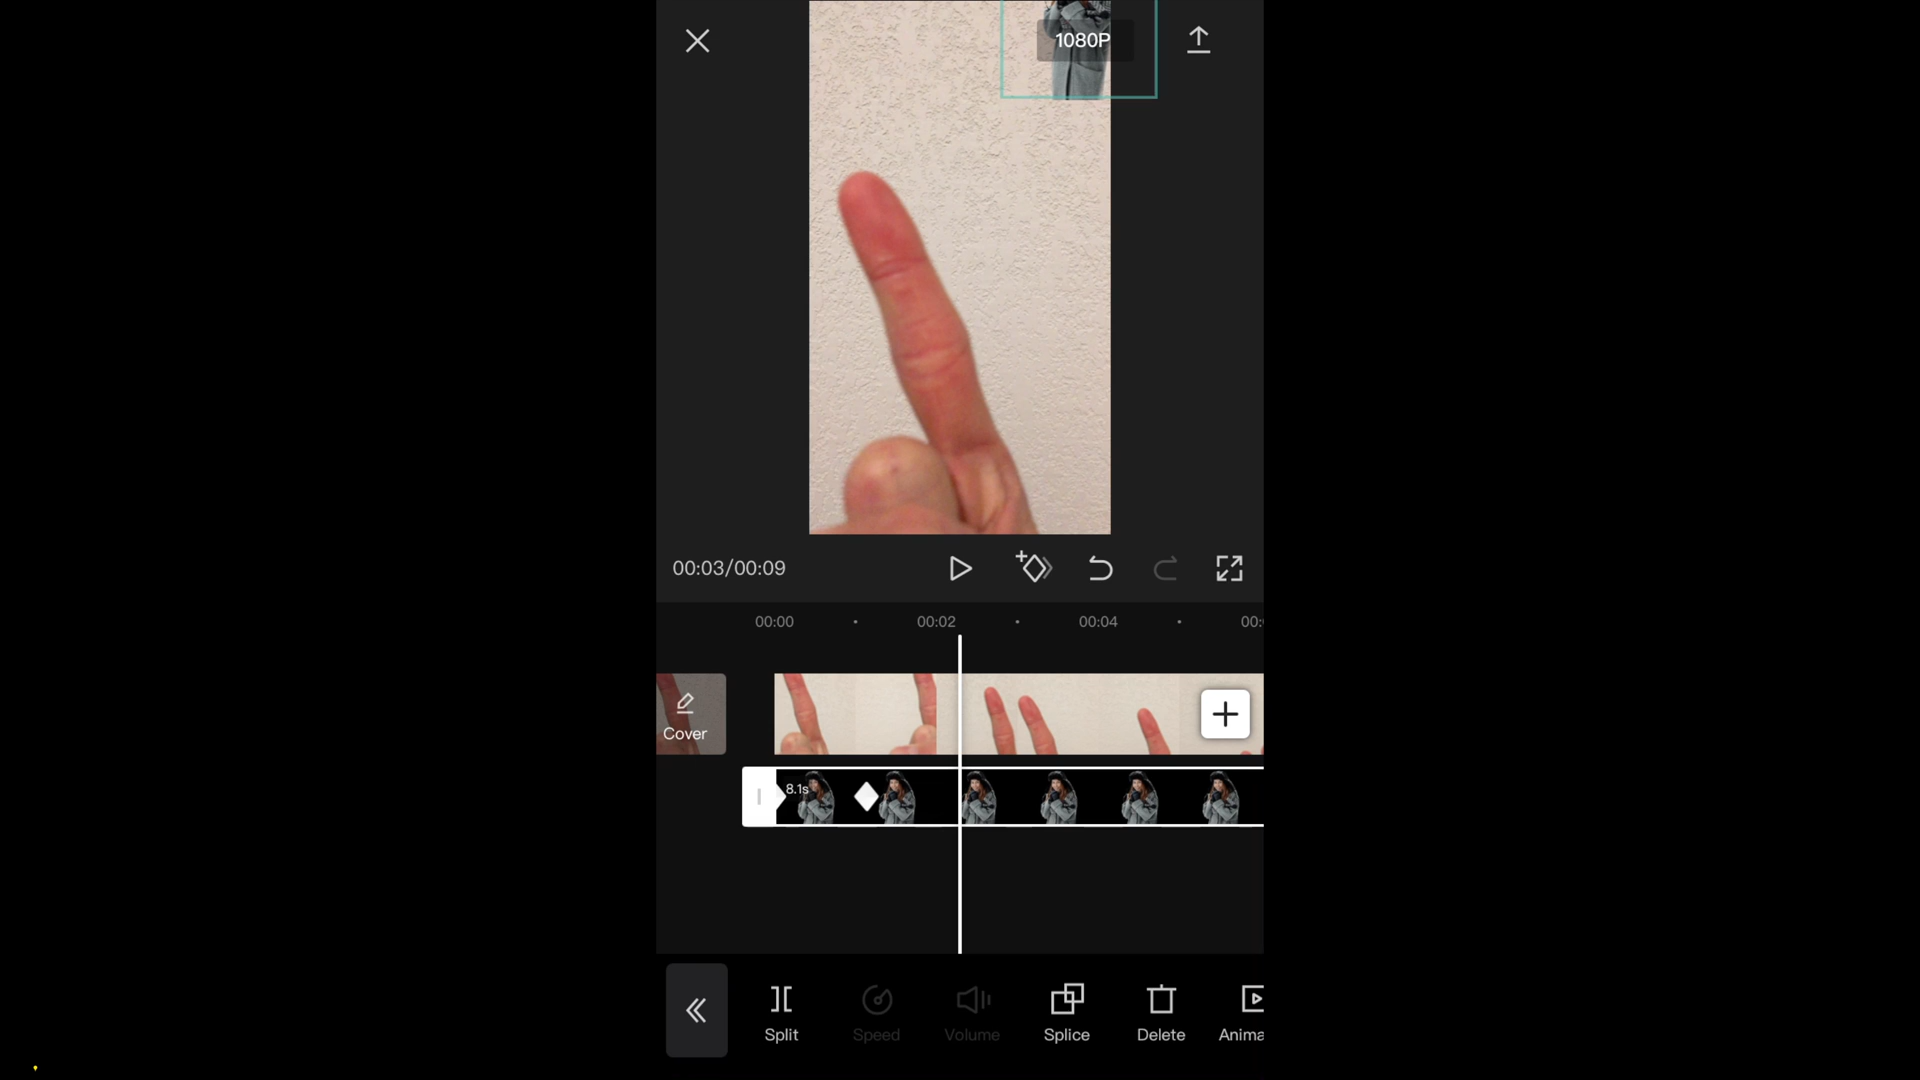 1080P
00:03/00:09
00:00 00:02 00:04 00:
Cover
8.1s
Split Speed Volume Splice Delete Anima